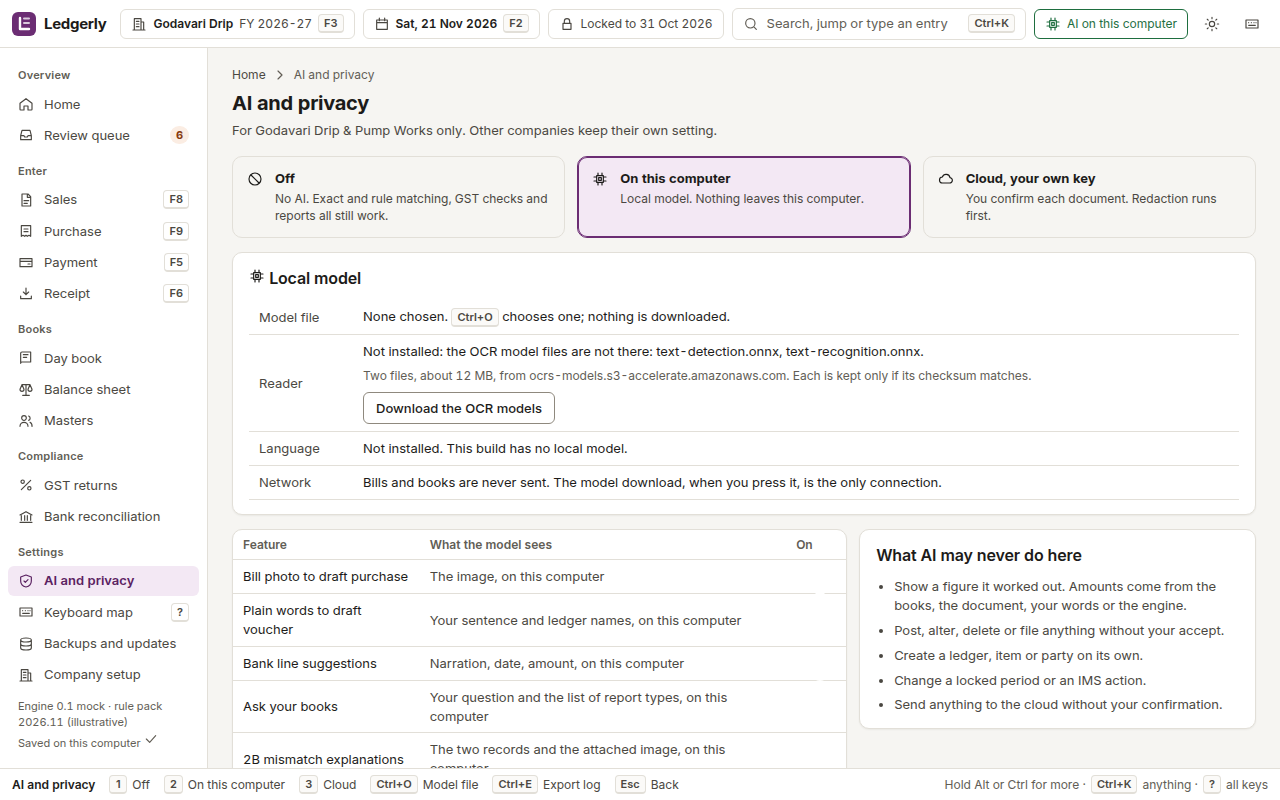 Ledgerly
Godavari Drip FY 2026-27 F3
Sat, 21 Nov 2026 F2
Locked to 31 Oct 2026
Search, jump or type an entry Ctrl+K
AI on this computer
Overview
Home
Review queue 6
Enter
Sales F8
Purchase F9
Payment F5
Receipt F6
Books
Day book
Balance sheet
Masters
Compliance
GST returns
Bank reconciliation
Settings
AI and privacy
Keyboard map ?
Backups and updates
Company setup
Engine 0.1 mock · rule pack
2026.11 (illustrative)
Saved on this computer
Home > AI and privacy
AI and privacy
For Godavari Drip & Pump Works only. Other companies keep their own setting.
Off
No AI. Exact and rule matching, GST checks and
reports all still work.
On this computer
Local model. Nothing leaves this computer.
Cloud, your own key
You confirm each document. Redaction runs
first.
Local model
Model file None chosen. Ctrl+O chooses one; nothing is downloaded.
Reader
Not installed: the OCR model files are not there: text-detection.onnx, text-recognition.onnx.
Two files, about 12 MB, from ocrs-models.s3-accelerate.amazonaws.com. Each is kept only if its checksum matches.
Download the OCR models
Language Not installed. This build has no local model.
Network Bills and books are never sent. The model download, when you press it, is the only connection.
Feature What the model sees On
Bill photo to draft purchase The image, on this computer
Plain words to draft
voucher
Your sentence and ledger names, on this computer
Bank line suggestions Narration, date, amount, on this computer
Ask your books
Your question and the list of report types, on this
computer
2B mismatch explanations
The two records and the attached image, on this
computer
What AI may never do here
• Show a figure it worked out. Amounts come from the
books, the document, your words or the engine.
• Post, alter, delete or file anything without your accept.
• Create a ledger, item or party on its own.
• Change a locked period or an IMS action.
• Send anything to the cloud without your confirmation.
AI and privacy 1 Off 2 On this computer 3 Cloud Ctrl+O Model file Ctrl+E Export log Esc Back
Hold Alt or Ctrl for more · Ctrl+K anything · ? all keys